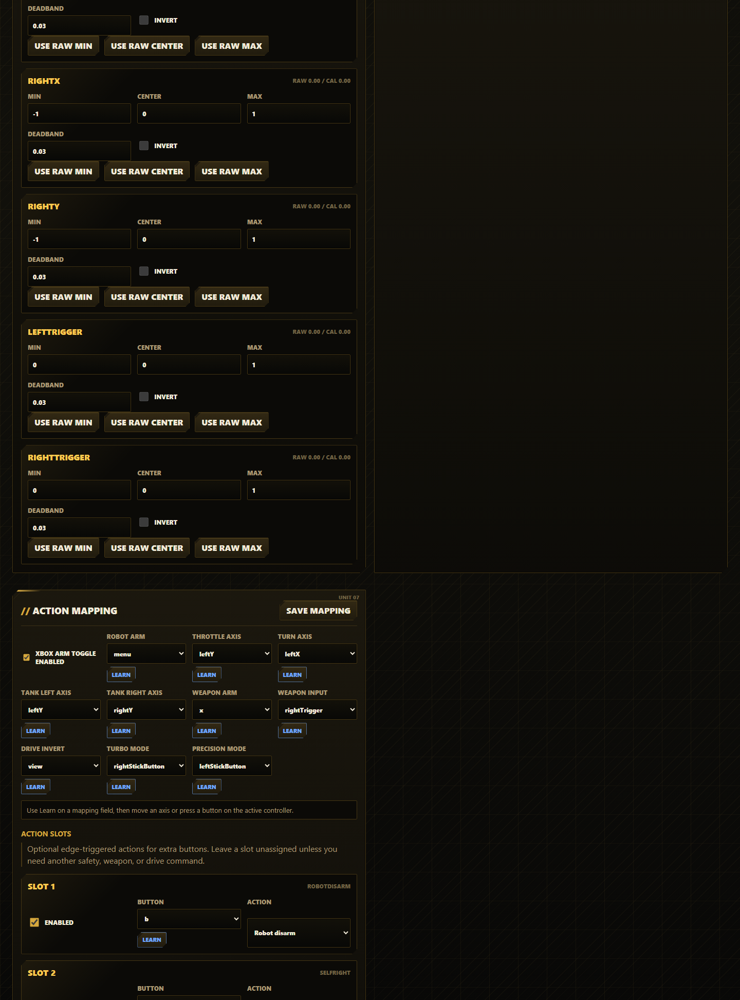 DEADBAND
0.03
INVERT
USE RAW MIN USE RAW CENTER USE RAW MAX
RIGHTX RAW 0.00 / CAL 0.00
MIN CENTER MAX
-1 0 1
DEADBAND
0.03
INVERT
USE RAW MIN USE RAW CENTER USE RAW MAX
RIGHTY RAW 0.00 / CAL 0.00
MIN CENTER MAX
-1 0 1
DEADBAND
0.03
INVERT
USE RAW MIN USE RAW CENTER USE RAW MAX
LEFTTRIGGER RAW 0.00 / CAL 0.00
MIN CENTER MAX
0 0 1
DEADBAND
0.03
INVERT
USE RAW MIN USE RAW CENTER USE RAW MAX
RIGHTTRIGGER RAW 0.00 / CAL 0.00
MIN CENTER MAX
0 0 1
DEADBAND
0.03
INVERT
USE RAW MIN USE RAW CENTER USE RAW MAX
UNIT 07
// ACTION MAPPING SAVE MAPPING
XBOX ARM TOGGLE
ENABLED
ROBOT ARM THROTTLE AXIS TURN AXIS
menu leftY leftX
LEARN LEARN LEARN
TANK LEFT AXIS TANK RIGHT AXIS WEAPON ARM WEAPON INPUT
leftY rightY x rightTrigger
LEARN LEARN LEARN LEARN
DRIVE INVERT TURBO MODE PRECISION MODE
view rightStickButton leftStickButton
LEARN LEARN LEARN
Use Learn on a mapping field, then move an axis or press a button on the active controller.
ACTION SLOTS
Optional edge-triggered actions for extra buttons. Leave a slot unassigned unless you
need another safety, weapon, or drive command.
SLOT 1 ROBOTDISARM
BUTTON ACTION
ENABLED b Robot disarm
LEARN
SLOT 2 SELFRIGHT
BUTTON ACTION